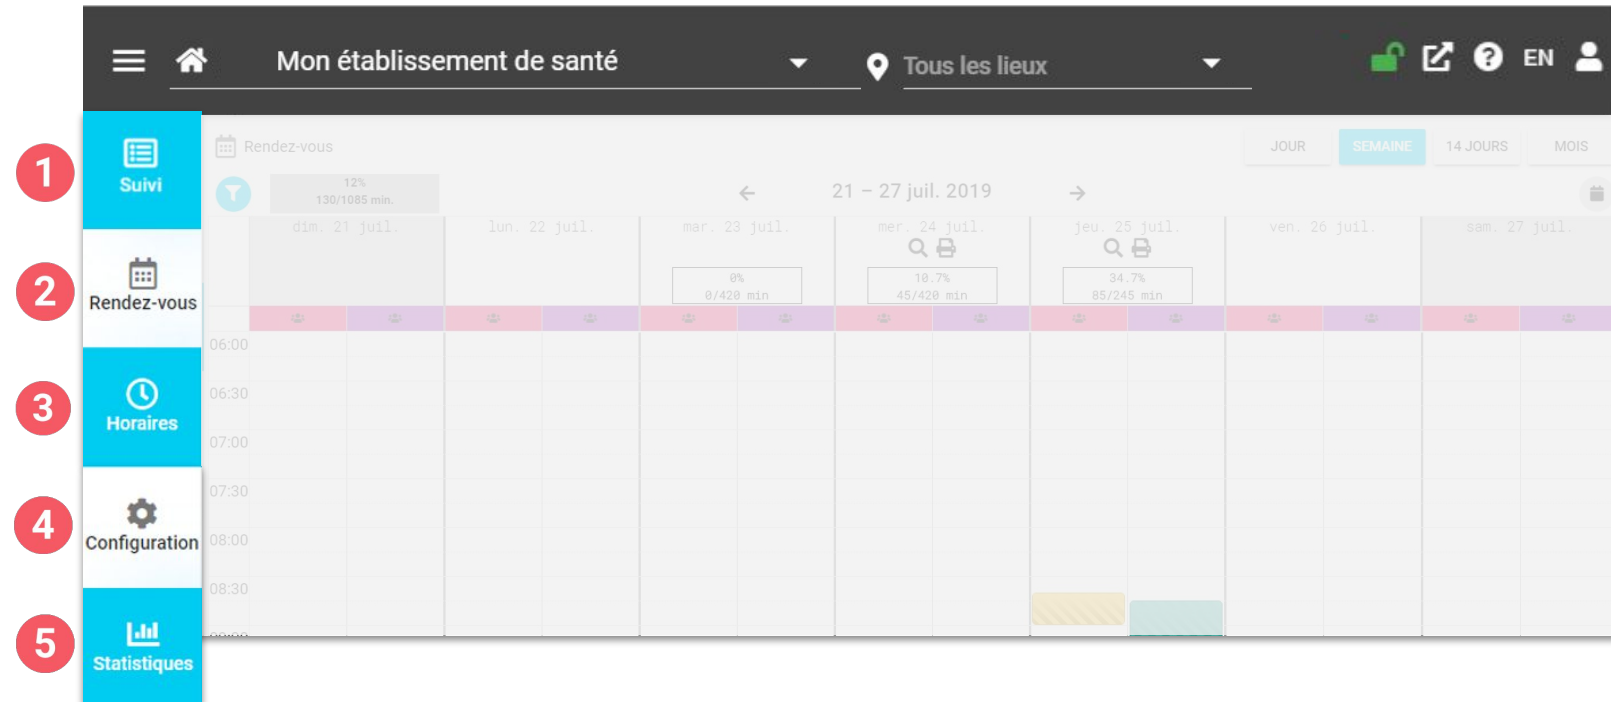 Mon établissement de santé
Tous les lieux
EN
1
Suivi
2
Rendez-vous
3
Horaires
4
Configuration
5
Statistiques
Rendez-vous
JOUR
SEMAINE
14 JOURS
MOIS
12%
130/1085 min.
21 – 27 juil. 2019
dim. 21 juil.
lun. 22 juil.
mar. 23 juil.
mer. 24 juil.
jeu. 25 juil.
ven. 26 juil.
sam. 27 juil.
0%
0/420 min
10.7%
45/420 min
34.7%
85/245 min
06:00
06:30
07:00
07:30
08:00
08:30